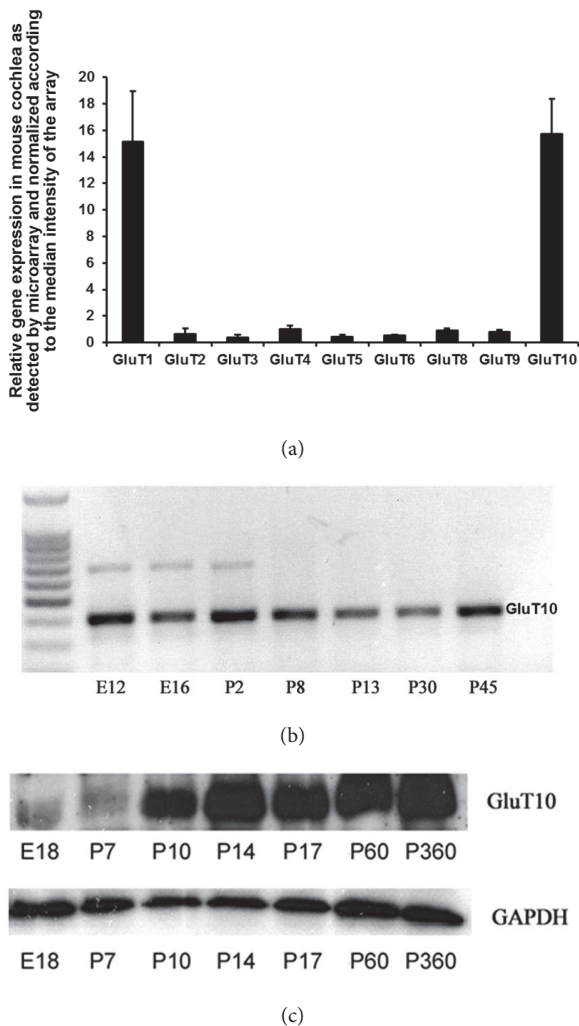 Relative gene expression in mouse cochlea as
detected by microarray and normalized according
to the median intensity of the array
20
18
16
14
12
10
8
6
4
2
0
GluT1 GluT2 GluT3 GluT4 GluT5 GluT6 GluT8 GluT9 GluT10
(a)
GluT10
E12 E16 P2 P8 P13 P30 P45
(b)
GluT10
E18 P7 P10 P14 P17 P60 P360
GAPDH
E18 P7 P10 P14 P17 P60 P360
(c)